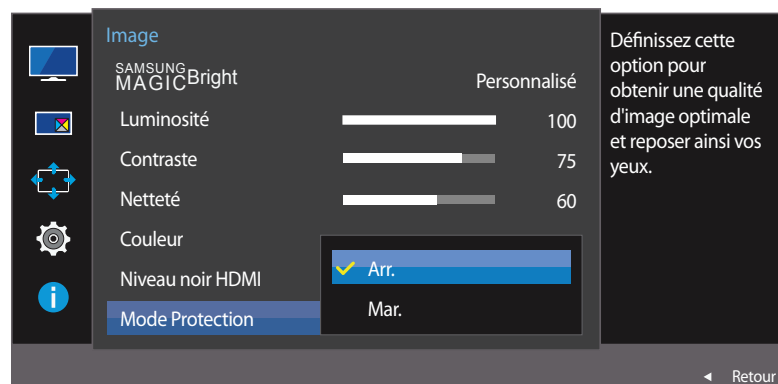 Image
SAMSUNG
MAGICBright Personnalisé
Luminosité 100
Contraste 75
Netteté 60
Couleur
Niveau noir HDMI
Mode Protection
Arr.
Mar.
Définissez cette
option pour
obtenir une qualité
d'image optimale
et reposer ainsi vos
yeux.
Retour